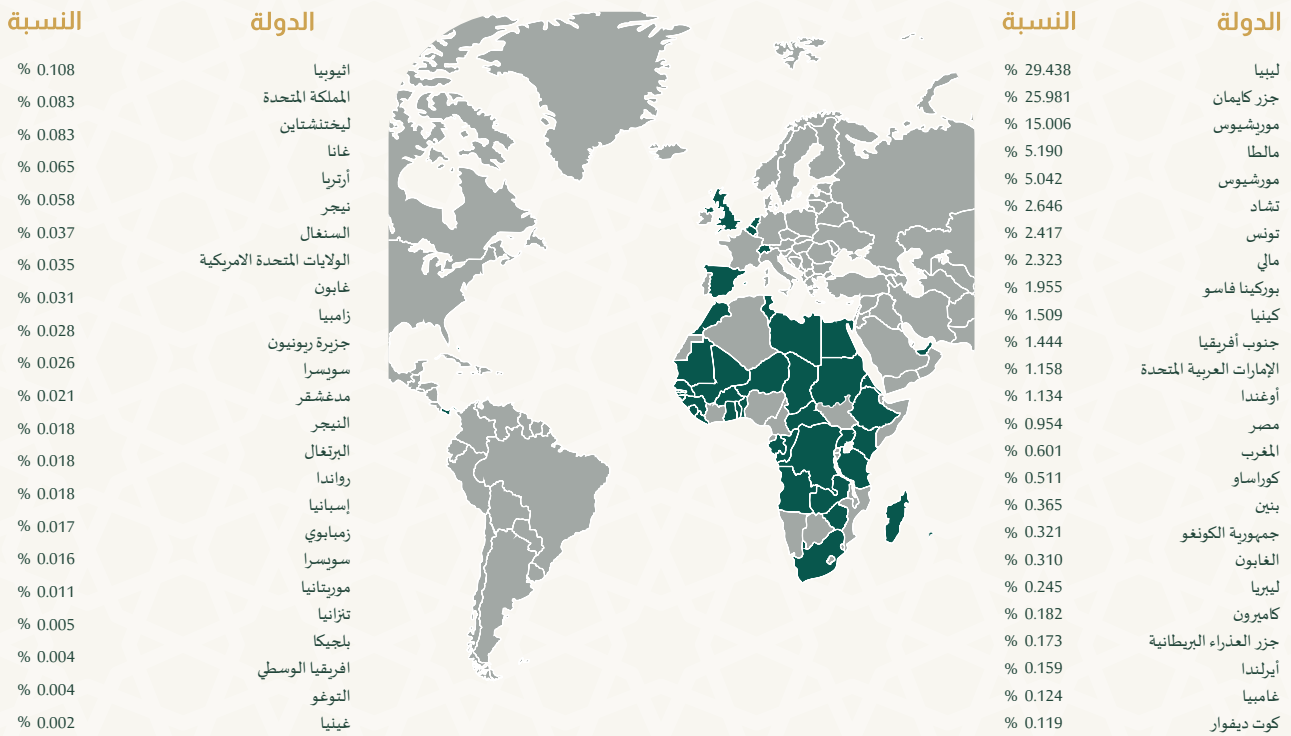 الدولة النسبة
ليبيا 29.438 %
جزر كايمان 25.981 %
موريشيوس 15.006 %
مالطا 5.190 %
مورشيوس 5.042 %
تشاد 2.646 %
تونس 2.417 %
مالي 2.323 %
بوركينا فاسو 1.955 %
كينيا 1.509 %
جنوب أفريقيا 1.444 %
الإمارات العربية المتحدة 1.158 %
أوغندا 1.134 %
مصر 0.954 %
المغرب 0.601 %
كوراساو 0.511 %
بنين 0.365 %
جمهورية الكونغو 0.321 %
الغابون 0.310 %
ليبريا 0.245 %
كاميرون 0.182 %
جزر العذراء البريطانية 0.173 %
أيرلندا 0.159 %
غامبيا 0.124 %
كوت ديفوار 0.119 %
الدولة
اثيوبيا
المملكة المتحدة
ليختنشتاين
غانا
أرتريا
نيجر
السنغال
الولايات المتحدة الامريكية
غابون
زامبيا
جزيرة ريونيون
سويسرا
مدغشقر
النيجر
البرتغال
رواندا
إسبانيا
زمبابوي
سويسرا
موريتانيا
تنزانيا
بلجيكا
افريقيا الوسطي
التوغو
غينيا
النسبة
0.108 %
0.083 %
0.083 %
0.065 %
0.058 %
0.037 %
0.035 %
0.031 %
0.028 %
0.026 %
0.021 %
0.018 %
0.018 %
0.018 %
0.017 %
0.016 %
0.011 %
0.005 %
0.004 %
0.004 %
0.002 %